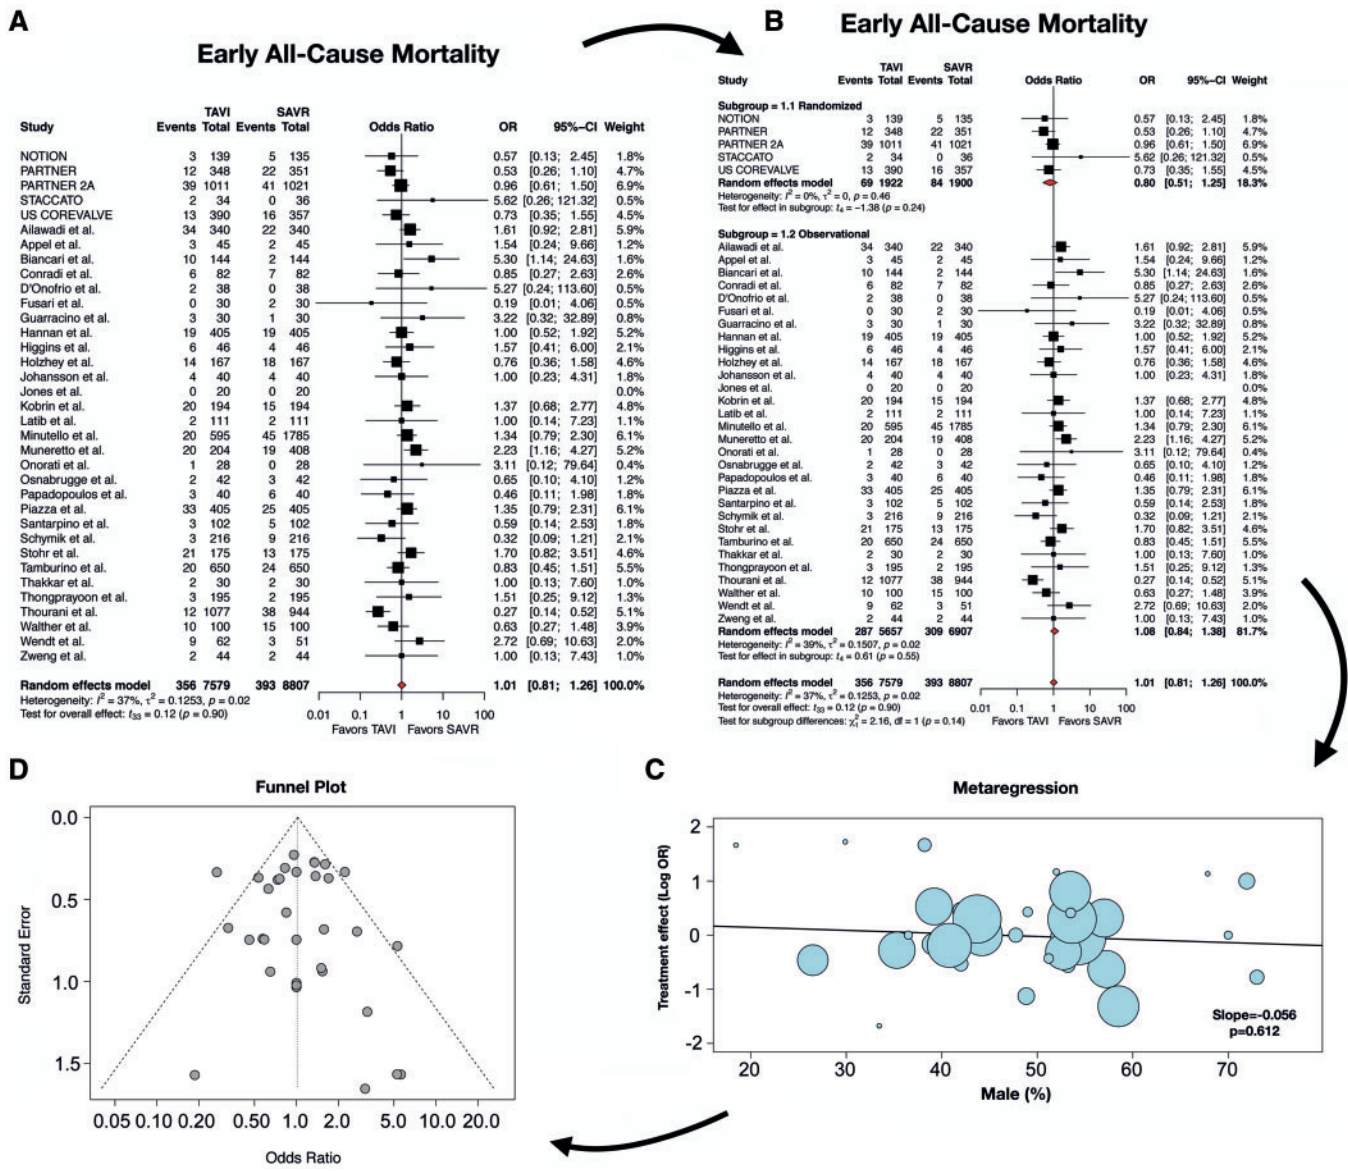 A
Early All-Cause Mortality
TAVI SAVR
Study Events Total Events Total Odds Ratio OR 95%-CI Weight
NOTION 3 139 5 135 0.57 [0.13; 2.45] 1.8%
PARTNER 12 348 22 351 0.53 [0.26; 1.10] 4.7%
PARTNER 2A 39 1011 41 1021 0.96 [0.61; 1.50] 6.9%
STACCATO 2 34 0 36 5.62 [0.26; 121.32] 0.5%
US COREVALVE 13 390 16 357 0.73 [0.35; 1.55] 4.5%
Ailawadi et al. 34 340 22 340 1.61 [0.92; 2.81] 5.9%
Appel et al. 3 45 2 45 1.54 [0.24; 9.66] 1.2%
Biancari et al. 10 144 2 144 5.30 [1.14; 24.63] 1.6%
Conradi et al. 6 82 7 82 0.85 [0.27; 2.63] 2.6%
D'Onofrio et al. 2 38 0 38 5.27 [0.24; 113.60] 0.5%
Fusari et al. 0 30 2 30 0.19 [0.01; 4.06] 0.5%
Guarracino et al. 3 30 1 30 3.22 [0.32; 32.89] 0.8%
Hannan et al. 19 405 19 405 1.00 [0.52; 1.92] 5.2%
Higgins et al. 6 46 4 46 1.57 [0.41; 6.00] 2.1%
Holzhey et al. 14 167 18 167 0.76 [0.36; 1.58] 4.6%
Johansson et al. 4 40 4 40 1.00 [0.23; 4.31] 1.8%
Jones et al. 0 20 0 20 0.0%
Kobrin et al. 20 194 15 194 1.37 [0.68; 2.77] 4.8%
Latib et al. 2 111 2 111 1.00 [0.14; 7.23] 1.1%
Minutello et al. 20 595 45 1785 1.34 [0.79; 2.30] 6.1%
Muneretto et al. 20 204 19 408 2.23 [1.16; 4.27] 5.2%
Onorati et al. 1 28 0 28 3.11 [0.12; 79.64] 0.4%
Osnabrugge et al. 2 42 3 42 0.65 [0.10; 4.10] 1.2%
Papadopoulos et al. 3 40 6 40 0.46 [0.11; 1.98] 1.8%
Piazza et al. 33 405 25 405 1.35 [0.79; 2.31] 6.1%
Santarpino et al. 3 102 5 102 0.59 [0.14; 2.53] 1.8%
Schymik et al. 3 216 9 216 0.32 [0.09; 1.21] 2.1%
Stohr et al. 21 175 13 175 1.70 [0.82; 3.51] 4.6%
Tamburino et al. 20 650 24 650 0.83 [0.45; 1.51] 5.5%
Thakkar et al. 2 30 2 30 1.00 [0.13; 7.60] 1.0%
Thongprayoon et al. 3 195 2 195 1.51 [0.25; 9.12] 1.3%
Thourani et al. 12 1077 38 944 0.27 [0.14; 0.52] 5.1%
Walther et al. 10 100 15 100 0.63 [0.27; 1.48] 3.9%
Wendt et al. 9 62 3 51 2.72 [0.69; 10.63] 2.0%
Zweng et al. 2 44 2 44 1.00 [0.13; 7.43] 1.0%
Random effects model 356 7579 393 8807 1.01 [0.81; 1.26] 100.0%
Heterogeneity: I² = 37%, τ² = 0.1253, p = 0.02
Test for overall effect: t₃₃ = 0.12 (p = 0.90)
0.01 0.1 1 10 100
Favors TAVI Favors SAVR
B
Early All-Cause Mortality
TAVI SAVR
Study Events Total Events Total Odds Ratio OR 95%-CI Weight
Subgroup = 1.1 Randomized
NOTION 3 139 5 135 0.57 [0.13; 2.45] 1.8%
PARTNER 12 348 22 351 0.53 [0.26; 1.10] 4.7%
PARTNER 2A 39 1011 41 1021 0.96 [0.61; 1.50] 6.9%
STACCATO 2 34 0 36 5.62 [0.26; 121.32] 0.5%
US COREVALVE 13 390 16 357 0.73 [0.35; 1.55] 4.5%
Random effects model 69 1922 84 1900 0.80 [0.51; 1.25] 18.3%
Heterogeneity: I² = 0%, τ² = 0, p = 0.46
Test for effect in subgroup: t₄ = −1.38 (p = 0.24)
Subgroup = 1.2 Observational
Ailawadi et al. 34 340 22 340 1.61 [0.92; 2.81] 5.9%
Appel et al. 3 45 2 45 1.54 [0.24; 9.66] 1.2%
Biancari et al. 10 144 2 144 5.30 [1.14; 24.63] 1.6%
Conradi et al. 6 82 7 82 0.85 [0.27; 2.63] 2.6%
D'Onofrio et al. 2 38 0 38 5.27 [0.24; 113.60] 0.5%
Fusari et al. 0 30 2 30 0.19 [0.01; 4.06] 0.5%
Guarracino et al. 3 30 1 30 3.22 [0.32; 32.89] 0.8%
Hannan et al. 19 405 19 405 1.00 [0.52; 1.92] 5.2%
Higgins et al. 6 46 4 46 1.57 [0.41; 6.00] 2.1%
Holzhey et al. 14 167 18 167 0.76 [0.36; 1.58] 4.6%
Johansson et al. 4 40 4 40 1.00 [0.23; 4.31] 1.8%
Jones et al. 0 20 0 20 0.0%
Kobrin et al. 20 194 15 194 1.37 [0.68; 2.77] 4.8%
Latib et al. 2 111 2 111 1.00 [0.14; 7.23] 1.1%
Minutello et al. 20 595 45 1785 1.34 [0.79; 2.30] 6.1%
Muneretto et al. 20 204 19 408 2.23 [1.16; 4.27] 5.2%
Onorati et al. 1 28 0 28 3.11 [0.12; 79.64] 0.4%
Osnabrugge et al. 2 42 3 42 0.65 [0.10; 4.10] 1.2%
Papadopoulos et al. 3 40 6 40 0.46 [0.11; 1.98] 1.8%
Piazza et al. 33 405 25 405 1.35 [0.79; 2.31] 6.1%
Santarpino et al. 3 102 5 102 0.59 [0.14; 2.53] 1.8%
Schymik et al. 3 216 9 216 0.32 [0.09; 1.21] 2.1%
Stohr et al. 21 175 13 175 1.70 [0.82; 3.51] 4.6%
Tamburino et al. 20 650 24 650 0.83 [0.45; 1.51] 5.5%
Thakkar et al. 2 30 2 30 1.00 [0.13; 7.60] 1.0%
Thongprayoon et al. 3 195 2 195 1.51 [0.25; 9.12] 1.3%
Thourani et al. 12 1077 38 944 0.27 [0.14; 0.52] 5.1%
Walther et al. 10 100 15 100 0.63 [0.27; 1.48] 3.9%
Wendt et al. 9 62 3 51 2.72 [0.69; 10.63] 2.0%
Zweng et al. 2 44 2 44 1.00 [0.13; 7.43] 1.0%
Random effects model 287 5657 309 6907 1.08 [0.84; 1.38] 81.7%
Heterogeneity: I² = 39%, τ² = 0.1507, p = 0.02
Test for effect in subgroup: t₄ = 0.61 (p = 0.55)
Random effects model 356 7579 393 8807 1.01 [0.81; 1.26] 100.0%
Heterogeneity: I² = 37%, τ² = 0.1253, p = 0.02
Test for overall effect: t₃₃ = 0.12 (p = 0.90)
Test for subgroup differences: χ²₁ = 2.16, df = 1 (p = 0.14)
0.01 0.1 1 10 100
Favors TAVI Favors SAVR
D
Funnel Plot
Standard Error
0.0
0.5
1.0
1.5
0.05 0.10 0.20 0.50 1.0 2.0 5.0 10.0 20.0
Odds Ratio
C
Metaregression
Treatment effect (Log OR)
2
1
0
-1
-2
Slope=-0.056
p=0.612
20 30 40 50 60 70
Male (%)